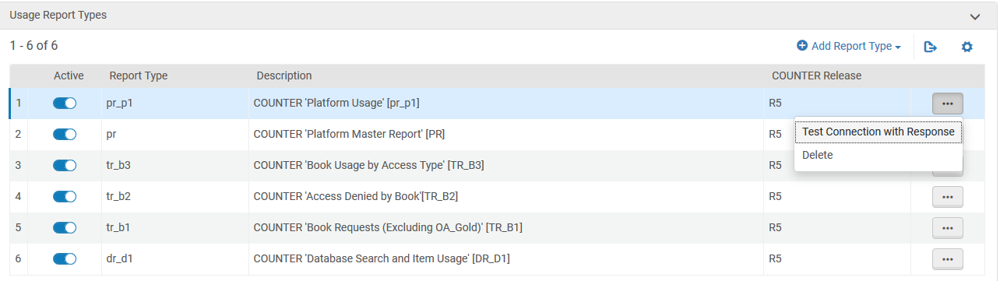 Usage Report Types
1 - 6 of 6
Add Report Type
Active Report Type Description COUNTER Release
1 pr_p1 COUNTER 'Platform Usage' [pr_p1] R5
2 pr COUNTER 'Platform Master Report' [PR] R5
Test Connection with Response
3 tr_b3 COUNTER 'Book Usage by Access Type' [TR_B3] R5
Delete
4 tr_b2 COUNTER 'Access Denied by Book'[TR_B2] R5
5 tr_b1 COUNTER 'Book Requests (Excluding OA_Gold)' [TR_B1] R5
6 dr_d1 COUNTER 'Database Search and Item Usage' [DR_D1] R5